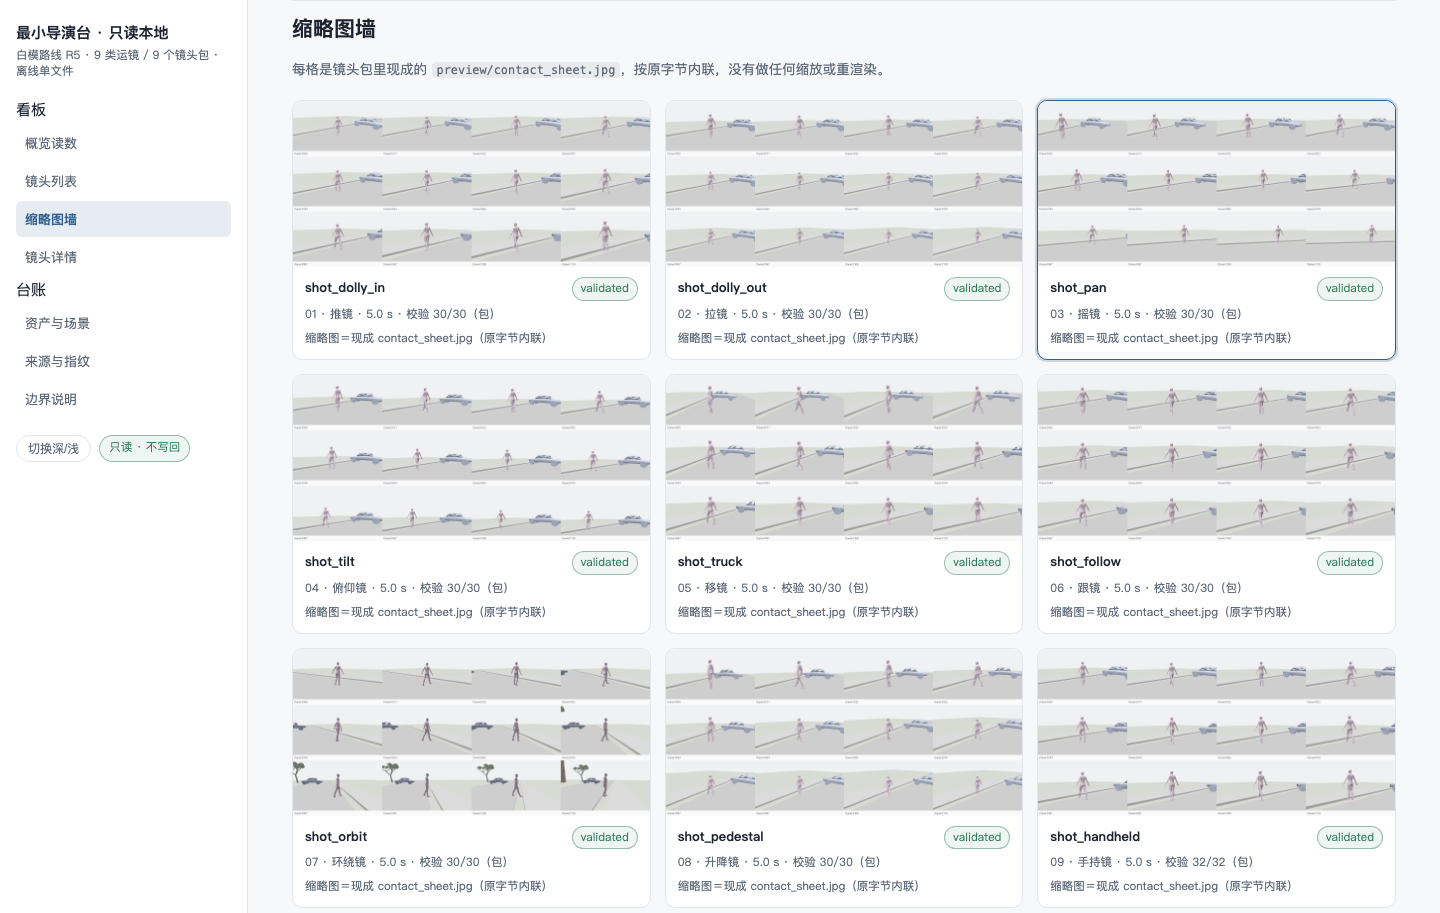 最小导演台 · 只读本地
白模路线 R5 · 9 类运镜 / 9 个镜头包 ·
离线单文件
看板
概览读数
镜头列表
缩略图墙
镜头详情
台账
资产与场景
来源与指纹
边界说明
切换深/浅
只读 · 不写回
缩略图墙
每格是镜头包里现成的 preview/contact_sheet.jpg，按原字节内联，没有做任何缩放或重渲染。
shot_dolly_in
validated
01 · 推镜 · 5.0 s · 校验 30/30（包）
缩略图＝现成 contact_sheet.jpg（原字节内联）
shot_dolly_out
validated
02 · 拉镜 · 5.0 s · 校验 30/30（包）
缩略图＝现成 contact_sheet.jpg（原字节内联）
shot_pan
validated
03 · 摇镜 · 5.0 s · 校验 30/30（包）
缩略图＝现成 contact_sheet.jpg（原字节内联）
shot_tilt
validated
04 · 俯仰镜 · 5.0 s · 校验 30/30（包）
缩略图＝现成 contact_sheet.jpg（原字节内联）
shot_truck
validated
05 · 移镜 · 5.0 s · 校验 30/30（包）
缩略图＝现成 contact_sheet.jpg（原字节内联）
shot_follow
validated
06 · 跟镜 · 5.0 s · 校验 30/30（包）
缩略图＝现成 contact_sheet.jpg（原字节内联）
shot_orbit
validated
07 · 环绕镜 · 5.0 s · 校验 30/30（包）
缩略图＝现成 contact_sheet.jpg（原字节内联）
shot_pedestal
validated
08 · 升降镜 · 5.0 s · 校验 30/30（包）
缩略图＝现成 contact_sheet.jpg（原字节内联）
shot_handheld
validated
09 · 手持镜 · 5.0 s · 校验 32/32（包）
缩略图＝现成 contact_sheet.jpg（原字节内联）